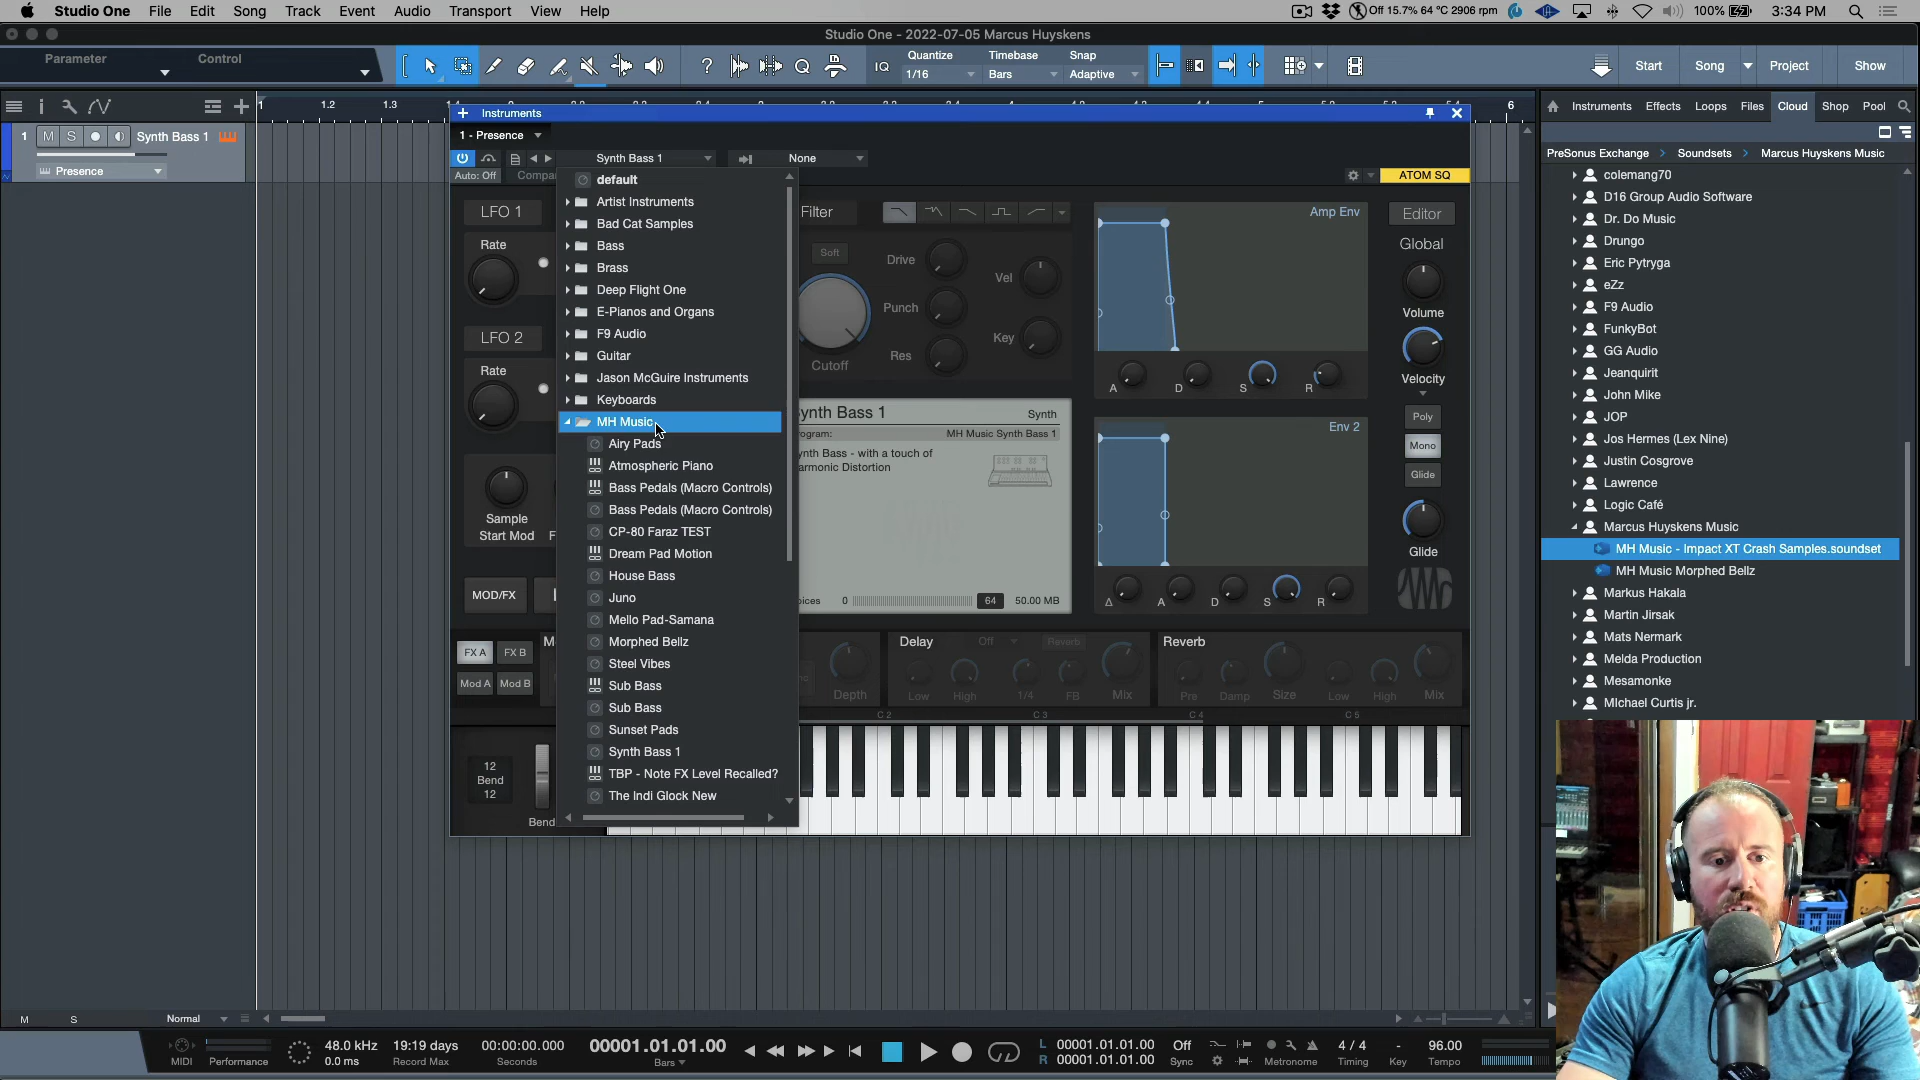 Studio One File Edit Song Track Event Audio Transport View Help
Off 15.7% 64 °C 2906 rpm 100% 3:34 PM
Studio One - 2022-07-05 Marcus Huyskens
Parameter Control
? IQ Quantize 1/16 Timebase Bars Snap Adaptive
Start Song Project Show
1 1.2 1.3 6
1 M S Synth Bass 1
Presence
Instruments
1 - Presence
Synth Bass 1 None
Auto: Off
ATOM SQ
default
Artist Instruments
Bad Cat Samples
Bass
Brass
Deep Flight One
E-Pianos and Organs
F9 Audio
Guitar
Jason McGuire Instruments
Keyboards
MH Music
Airy Pads
Atmospheric Piano
Bass Pedals (Macro Controls)
Bass Pedals (Macro Controls)
CP-80 Faraz TEST
Dream Pad Motion
House Bass
Juno
Mello Pad-Samana
Morphed Bellz
Steel Vibes
Sub Bass
Sub Bass
Sunset Pads
Synth Bass 1
TBP - Note FX Level Recalled?
The Indi Glock New
LFO 1
Rate
LFO 2
Rate
Sample
Start Mod
MOD/FX
FX A FX B
Mod A Mod B
12
Bend
12
Bend
Filter
Soft
Drive
Punch
Res
Cutoff
Vel
Key
Amp Env
A D S R
Env 2
A D S R
Editor
Global
Volume
Velocity
Poly
Mono
Glide
Glide
Synth
MH Music Synth Bass 1
0 64 50.00 MB
Depth
Delay Off Reverb
Low High 1/4 FB Mix
Reverb
Pre Damp Size Low High Mix
C 2 C 3 C 4 C 5
Instruments Effects Loops Files Cloud Shop Pool
PreSonus Exchange > Soundsets > Marcus Huyskens Music
colemang70
D16 Group Audio Software
Dr. Do Music
Drungo
Eric Pytryga
eZz
F9 Audio
FunkyBot
GG Audio
Jeanquirit
John Mike
JOP
Jos Hermes (Lex Nine)
Justin Cosgrove
Lawrence
Logic Café
Marcus Huyskens Music
MH Music - Impact XT Crash Samples.soundset
MH Music Morphed Bellz
Markus Hakala
Martin Jirsak
Mats Nermark
Melda Production
Mesamonke
MIchael Curtis jr.
M S Normal
MIDI Performance
48.0 kHz
0.0 ms
19:19 days
Record Max
00:00:00.000
Seconds
00001.01.01.00
Bars
L 00001.01.01.00
R 00001.01.01.00
Off
Sync
Metronome
4 / 4
Timing
-
Key
96.00
Tempo